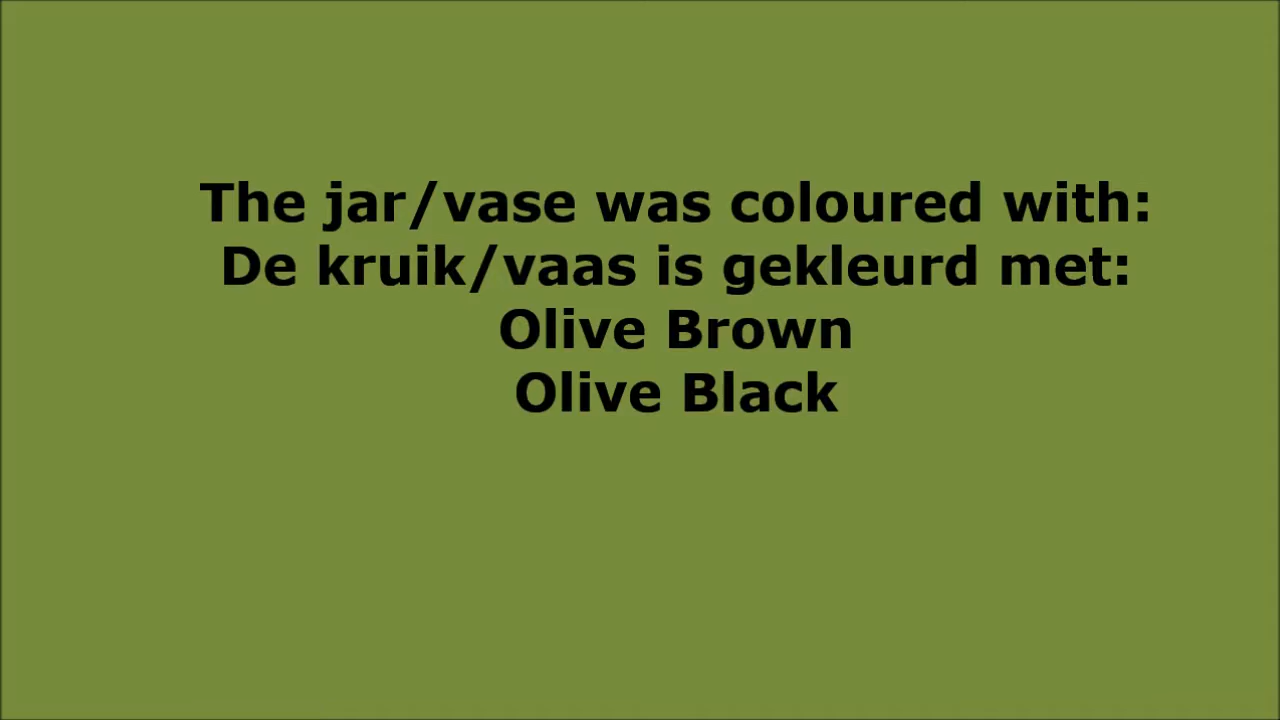 The jar/vase was coloured with:
De kruik/vaas is gekleurd met:
Olive Brown
Olive Black